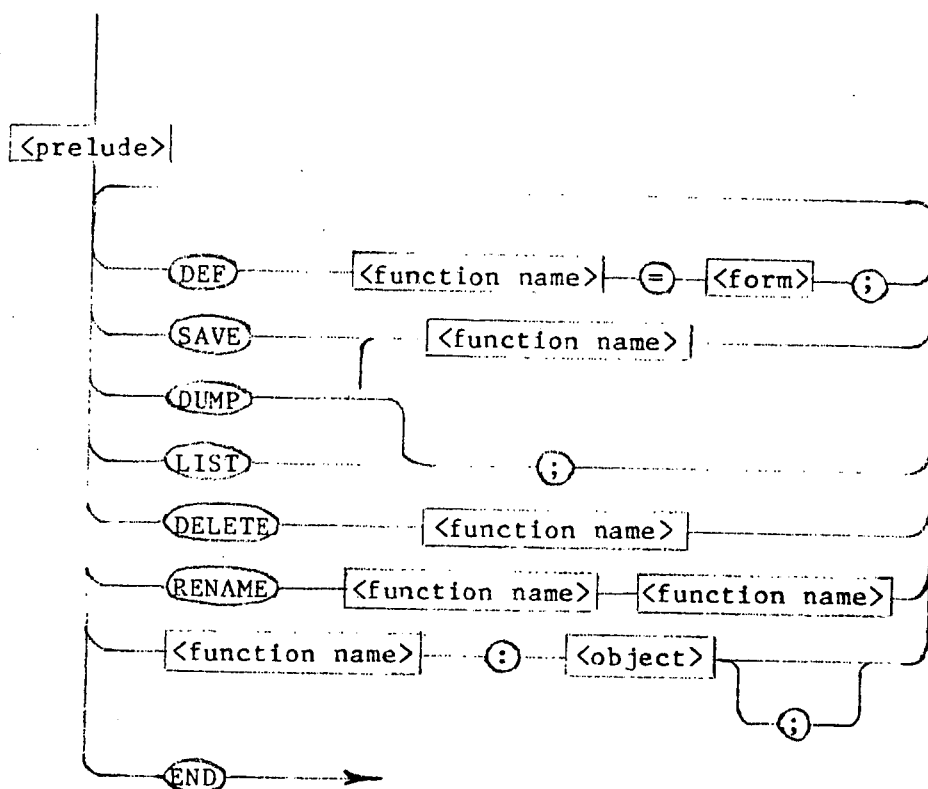 <prelude>
DEF <function name> = <form> ;
SAVE <function name>
DUMP
LIST ;
DELETE <function name>
RENAME <function name> <function name>
<function name> : <object>
;
END